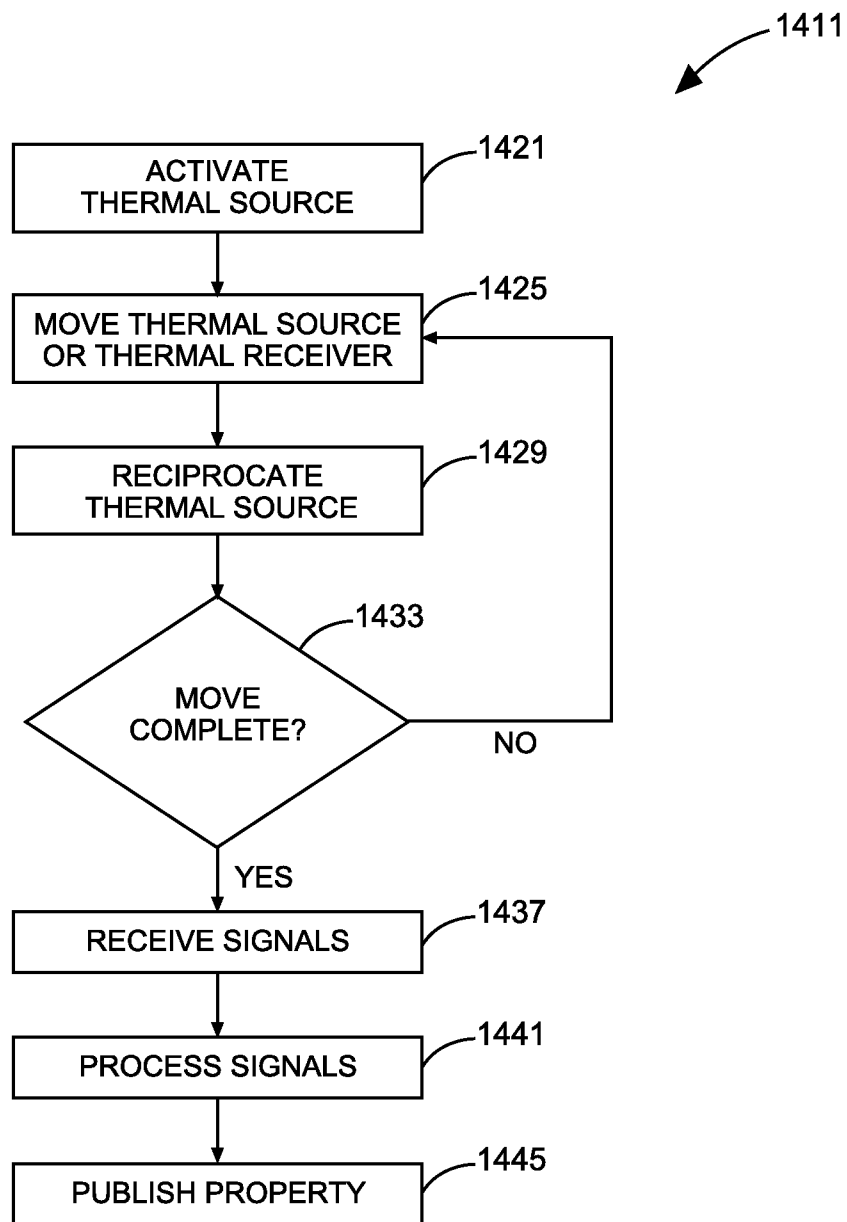 1411
1421
ACTIVATE
THERMAL SOURCE
1425
MOVE THERMAL SOURCE
OR THERMAL RECEIVER
1429
RECIPROCATE
THERMAL SOURCE
1433
MOVE
COMPLETE?
NO
YES
1437
RECEIVE SIGNALS
1441
PROCESS SIGNALS
1445
PUBLISH PROPERTY